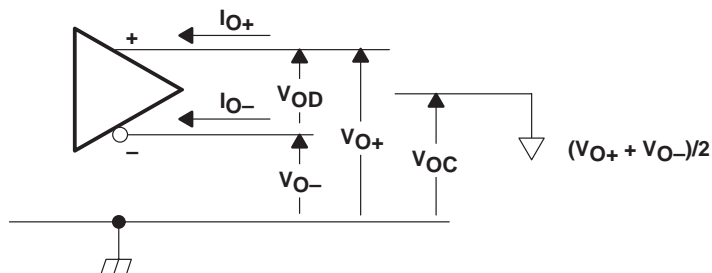 IO+
+
IO–
VOD
VO+
–
VO–
VOC
(VO+ + VO–)/2